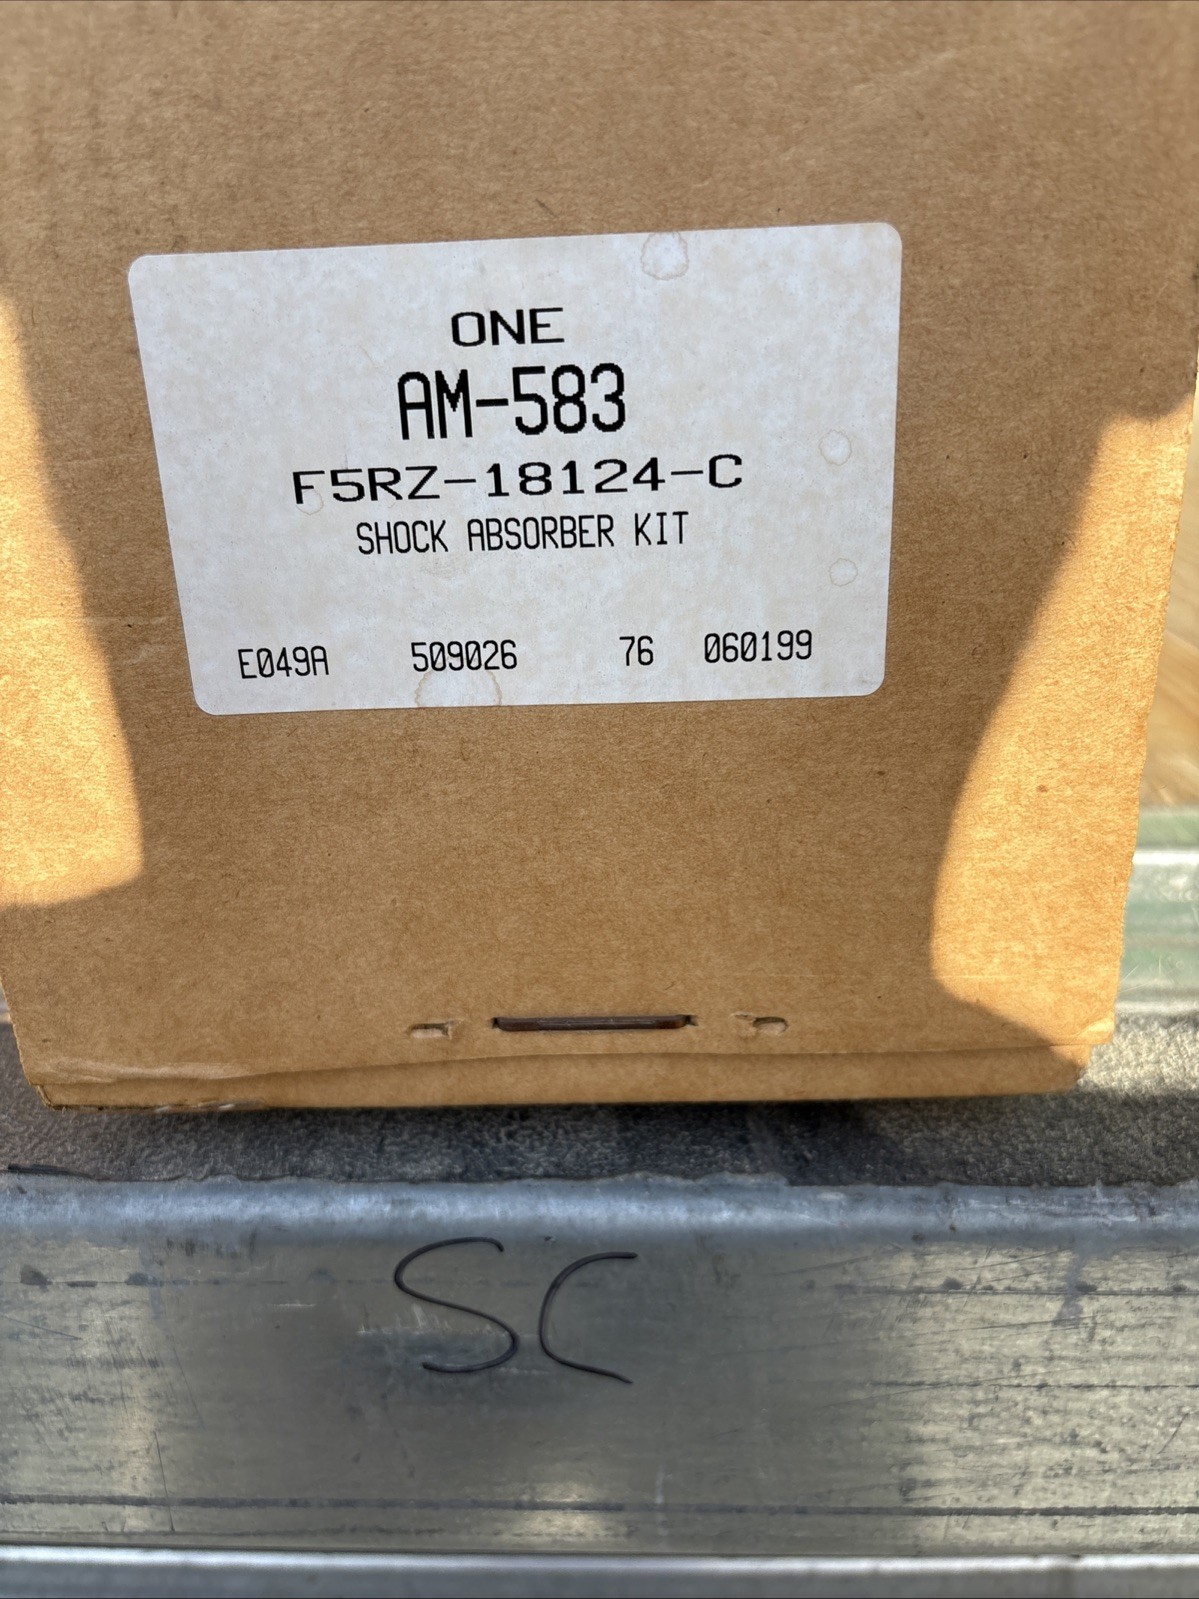 ONE
AM-583
F5RZ-18124-C
SHOCK ABSORBER KIT
E049A 509026 76 060199
SC